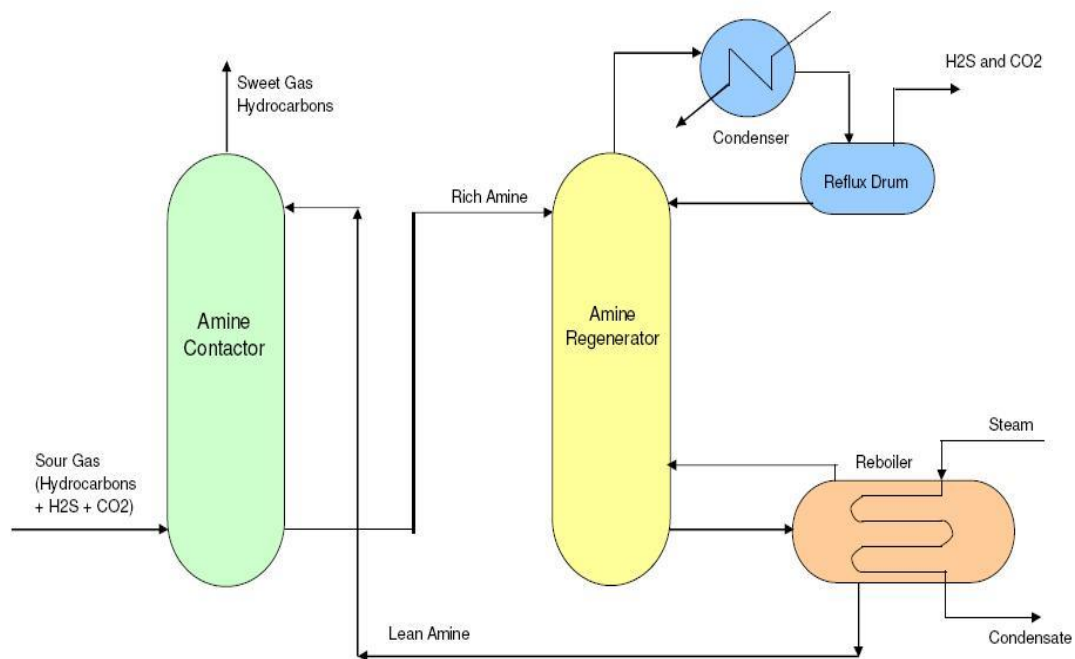 H2S and CO2
Sweet Gas
Hydrocarbons
Condenser
Reflux Drum
Rich Amine
Amine
Contactor
Amine
Regenerator
Steam
Sour Gas
(Hydrocarbons
+ H2S + CO2)
Reboiler
Lean Amine
Condensate